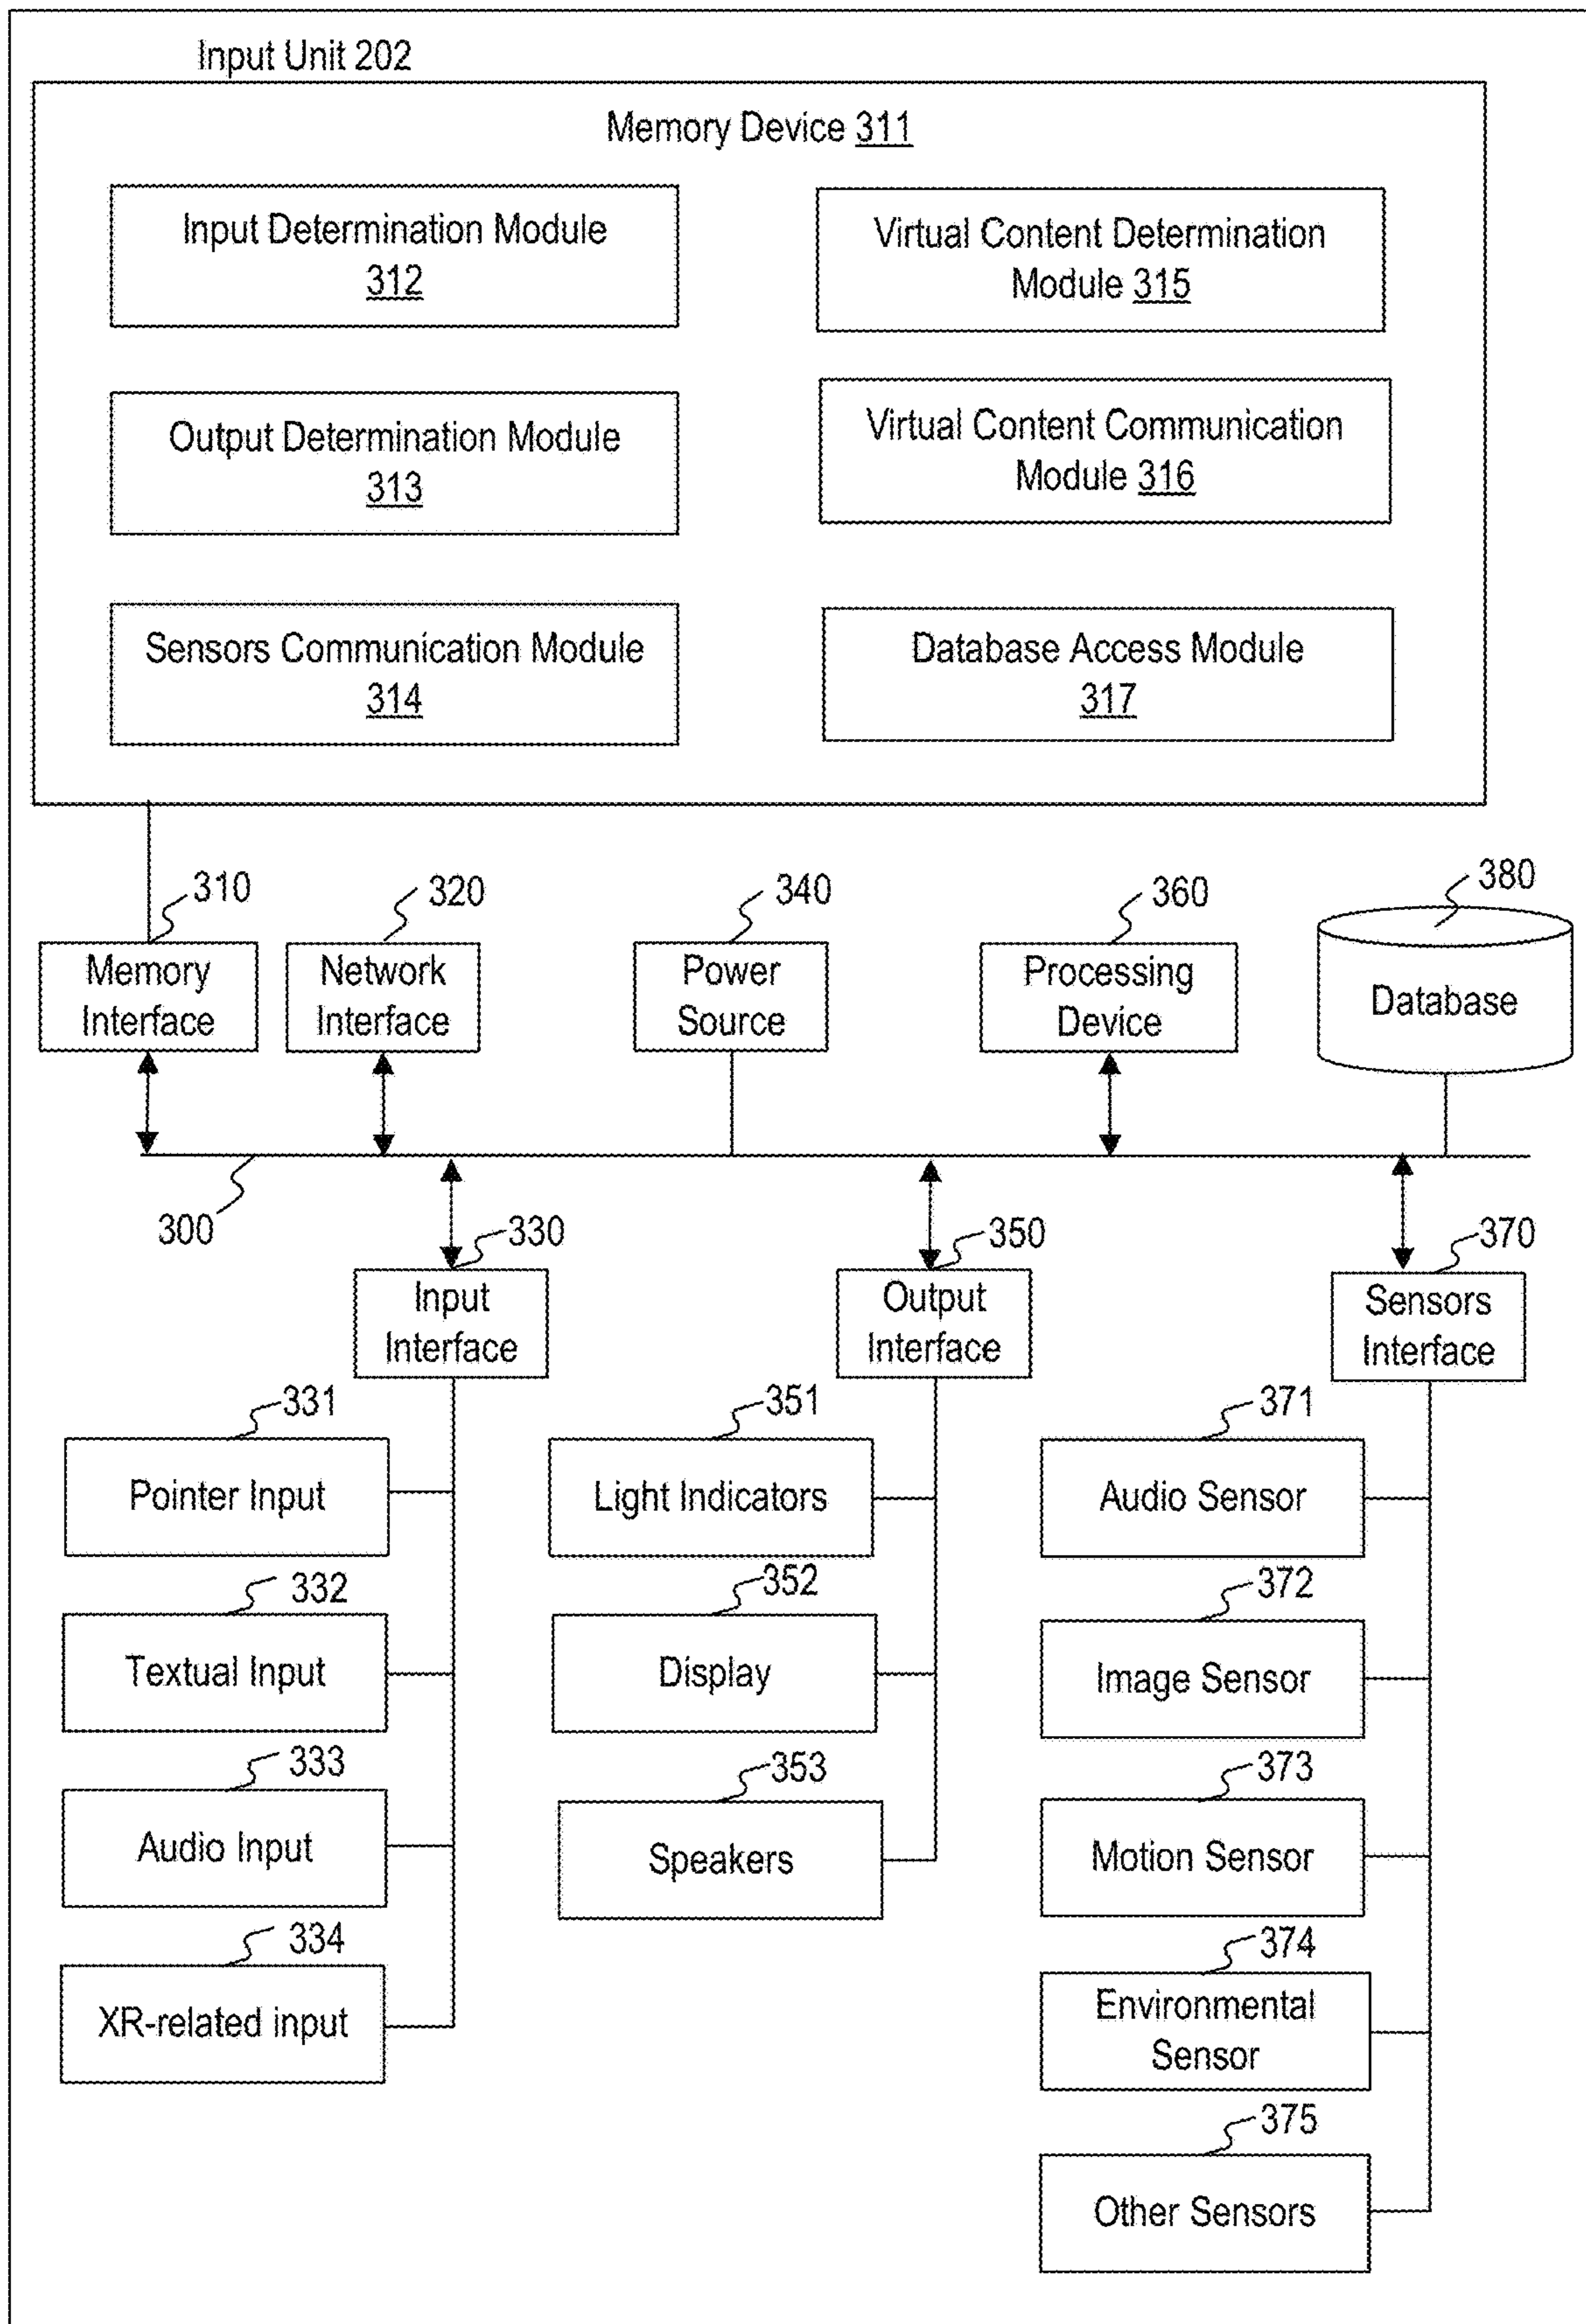 Input Unit 202
Memory Device 311
Input Determination Module
312
Virtual Content Determination
Module 315
Output Determination Module
313
Virtual Content Communication
Module 316
Sensors Communication Module
314
Database Access Module
317
310
320
340
360
380
Memory
Interface
Network
Interface
Power
Source
Processing
Device
Database
300
330
350
370
Input
Interface
Output
Interface
Sensors
Interface
331
Pointer Input
332
Textual Input
333
Audio Input
334
XR-related input
351
Light Indicators
352
Display
353
Speakers
371
Audio Sensor
372
Image Sensor
373
Motion Sensor
374
Environmental
Sensor
375
Other Sensors